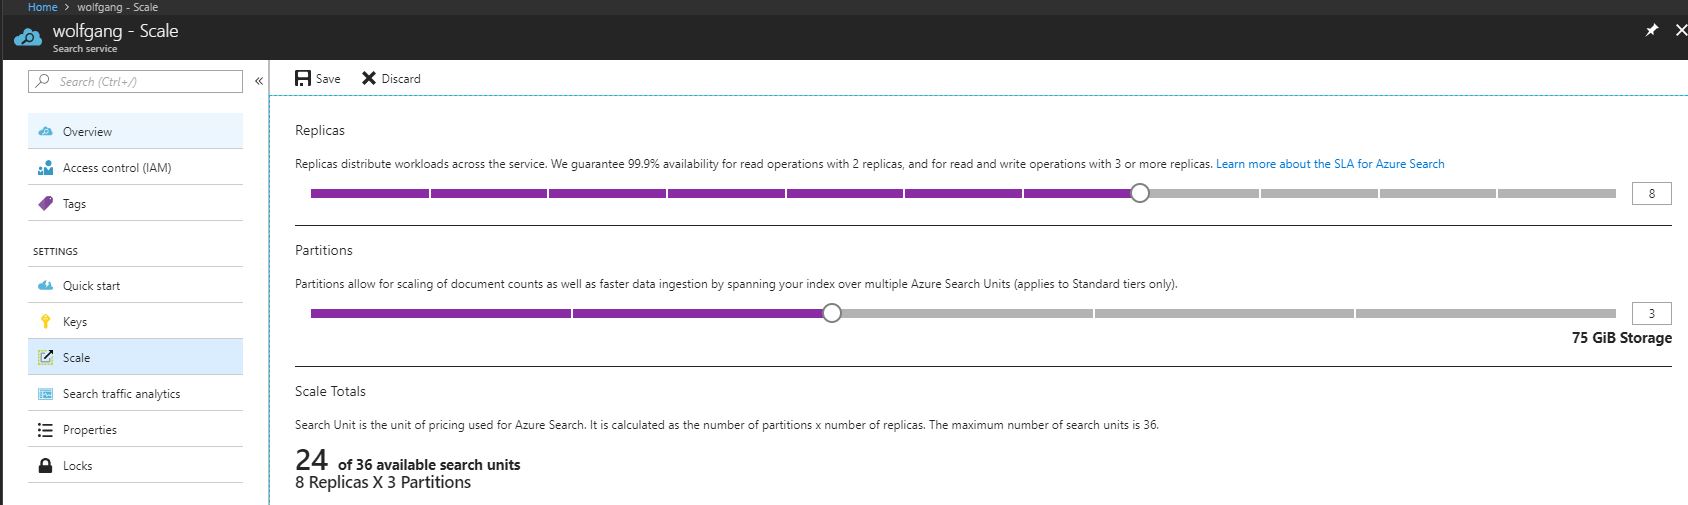 Home > wolfgang - Scale
wolfgang - Scale
Search service
Search (Ctrl+/)
«
Overview
Access control (IAM)
Tags
SETTINGS
Quick start
Keys
Scale
Search traffic analytics
Properties
Locks
Save
Discard
Replicas
Replicas distribute workloads across the service. We guarantee 99.9% availability for read operations with 2 replicas, and for read and write operations with 3 or more replicas. Learn more about the SLA for Azure Search
8
Partitions
Partitions allow for scaling of document counts as well as faster data ingestion by spanning your index over multiple Azure Search Units (applies to Standard tiers only).
3
75 GiB Storage
Scale Totals
Search Unit is the unit of pricing used for Azure Search. It is calculated as the number of partitions x number of replicas. The maximum number of search units is 36.
24 of 36 available search units
8 Replicas X 3 Partitions